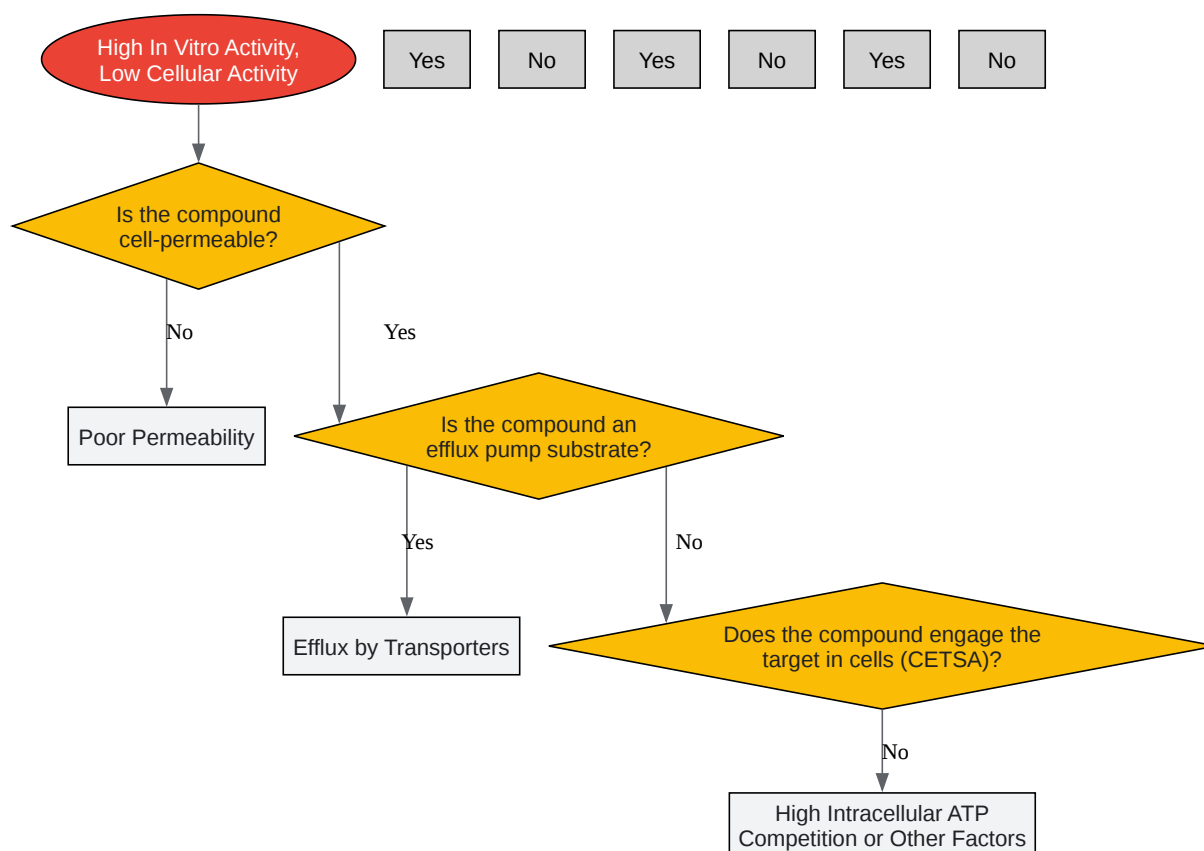 High In Vitro Activity,
Low Cellular Activity
Yes
No
Yes
No
Yes
No
Is the compound
cell-permeable?
No
Yes
Poor Permeability
Is the compound an
efflux pump substrate?
Yes
No
Efflux by Transporters
Does the compound engage the
target in cells (CETSA)?
No
High Intracellular ATP
Competition or Other Factors